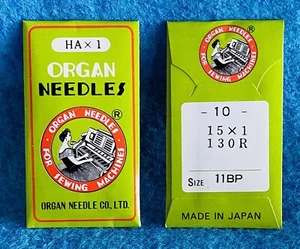 HA×1
ORGAN
NEEDLES
®
ORGAN NEEDLES
FOR SEWING MACHINES
ORGAN NEEDLE CO., LTD.
ORGAN NEEDLES
FOR SEWING MACHINES
®
- 10 -
15×1
130R
SIZE 11BP
MADE IN JAPAN